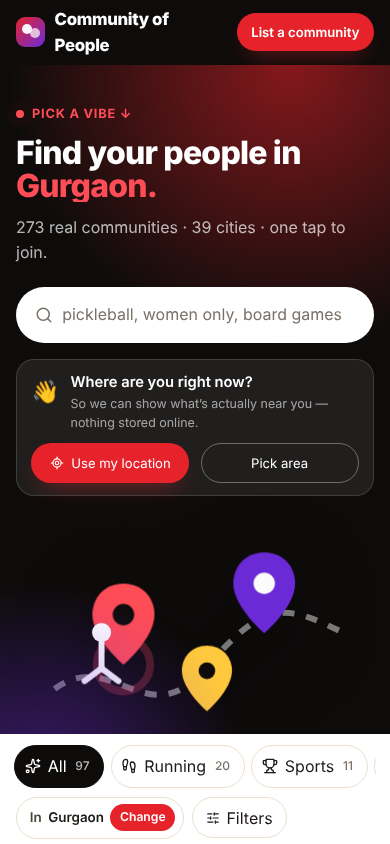 Community of
People
List a community
PICK A VIBE ↓
Find your people in
Gurgaon.
273 real communities · 39 cities · one tap to
join.
pickleball, women only, board games
Where are you right now?
So we can show what's actually near you —
nothing stored online.
Use my location
Pick area
All 97
Running 20
Sports 11
In Gurgaon Change
Filters